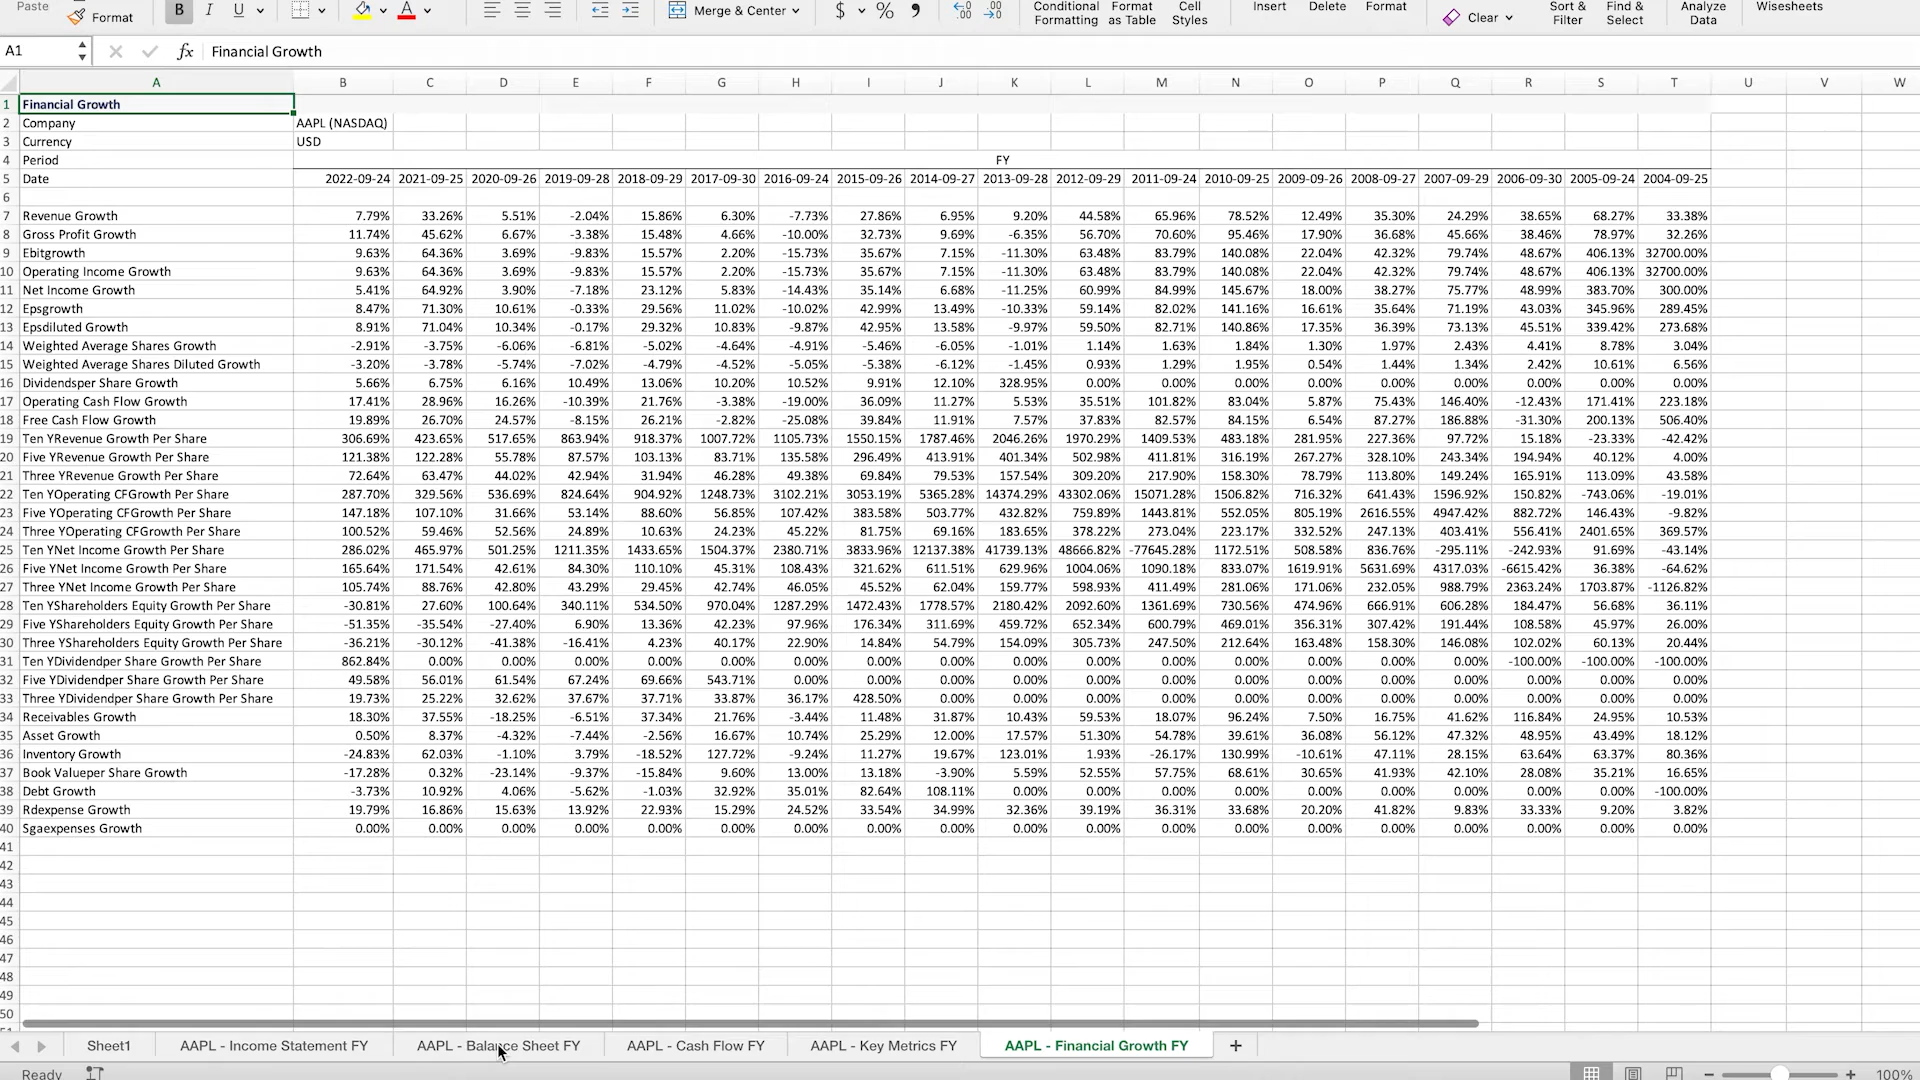 Paste Format B I U A Merge & Center $ % 9 Conditional Formatting Format as Table Cell Styles Insert Delete Format Clear Sort & Filter Find & Select Analyze Data Wisesheets
A1 fx Financial Growth
A B C D E F G H I J K L M N O P Q R S T U V W
1 Financial Growth
2 Company AAPL (NASDAQ)
3 Currency USD
4 Period FY
5 Date 2022-09-24 2021-09-25 2020-09-26 2019-09-28 2018-09-29 2017-09-30 2016-09-24 2015-09-26 2014-09-27 2013-09-28 2012-09-29 2011-09-24 2010-09-25 2009-09-26 2008-09-27 2007-09-29 2006-09-30 2005-09-24 2004-09-25
6
7 Revenue Growth 7.79% 33.26% 5.51% -2.04% 15.86% 6.30% -7.73% 27.86% 6.95% 9.20% 44.58% 65.96% 78.52% 12.49% 35.30% 24.29% 38.65% 68.27% 33.38%
8 Gross Profit Growth 11.74% 45.62% 6.67% -3.38% 15.48% 4.66% -10.00% 32.73% 9.69% -6.35% 56.70% 70.60% 95.46% 17.90% 36.68% 45.66% 38.46% 78.97% 32.26%
9 Ebitgrowth 9.63% 64.36% 3.69% -9.83% 15.57% 2.20% -15.73% 35.67% 7.15% -11.30% 63.48% 83.79% 140.08% 22.04% 42.32% 79.74% 48.67% 406.13% 32700.00%
10 Operating Income Growth 9.63% 64.36% 3.69% -9.83% 15.57% 2.20% -15.73% 35.67% 7.15% -11.30% 63.48% 83.79% 140.08% 22.04% 42.32% 79.74% 48.67% 406.13% 32700.00%
11 Net Income Growth 5.41% 64.92% 3.90% -7.18% 23.12% 5.83% -14.43% 35.14% 6.68% -11.25% 60.99% 84.99% 145.67% 18.00% 38.27% 75.77% 48.99% 383.70% 300.00%
12 Epsgrowth 8.47% 71.30% 10.61% -0.33% 29.56% 11.02% -10.02% 42.99% 13.49% -10.33% 59.14% 82.02% 141.16% 16.61% 35.64% 71.19% 43.03% 345.96% 289.45%
13 Epsdiluted Growth 8.91% 71.04% 10.34% -0.17% 29.32% 10.83% -9.87% 42.95% 13.58% -9.97% 59.50% 82.71% 140.86% 17.35% 36.39% 73.13% 45.51% 339.42% 273.68%
14 Weighted Average Shares Growth -2.91% -3.75% -6.06% -6.81% -5.02% -4.64% -4.91% -5.46% -6.05% -1.01% 1.14% 1.63% 1.84% 1.30% 1.97% 2.43% 4.41% 8.78% 3.04%
15 Weighted Average Shares Diluted Growth -3.20% -3.78% -5.74% -7.02% -4.79% -4.52% -5.05% -5.38% -6.12% -1.45% 0.93% 1.29% 1.95% 0.54% 1.44% 1.34% 2.42% 10.61% 6.56%
16 Dividendsper Share Growth 5.66% 6.75% 6.16% 10.49% 13.06% 10.20% 10.52% 9.91% 12.10% 328.95% 0.00% 0.00% 0.00% 0.00% 0.00% 0.00% 0.00% 0.00% 0.00%
17 Operating Cash Flow Growth 17.41% 28.96% 16.26% -10.39% 21.76% -3.38% -19.00% 36.09% 11.27% 5.53% 35.51% 101.82% 83.04% 5.87% 75.43% 146.40% -12.43% 171.41% 223.18%
18 Free Cash Flow Growth 19.89% 26.70% 24.57% -8.15% 26.21% -2.82% -25.08% 39.84% 11.91% 7.57% 37.83% 82.57% 84.15% 6.54% 87.27% 186.88% -31.30% 200.13% 506.40%
19 Ten YRevenue Growth Per Share 306.69% 423.65% 517.65% 863.94% 918.37% 1007.72% 1105.73% 1550.15% 1787.46% 2046.26% 1970.29% 1409.53% 483.18% 281.95% 227.36% 97.72% 15.18% -23.33% -42.42%
20 Five YRevenue Growth Per Share 121.38% 122.28% 55.78% 87.57% 103.13% 83.71% 135.58% 296.49% 413.91% 401.34% 502.98% 411.81% 316.19% 267.27% 328.10% 243.34% 194.94% 40.12% 4.00%
21 Three YRevenue Growth Per Share 72.64% 63.47% 44.02% 42.94% 31.94% 46.28% 49.38% 69.84% 79.53% 157.54% 309.20% 217.90% 158.30% 78.79% 113.80% 149.24% 165.91% 113.09% 43.58%
22 Ten YOperating CFGrowth Per Share 287.70% 329.56% 536.69% 824.64% 904.92% 1248.73% 3102.21% 3053.19% 5365.28% 14374.29% 43302.06% 15071.28% 1506.82% 716.32% 641.43% 1596.92% 150.82% -743.06% -19.01%
23 Five YOperating CFGrowth Per Share 147.18% 107.10% 31.66% 53.14% 88.60% 56.85% 107.42% 383.58% 503.77% 432.82% 759.89% 1443.81% 552.05% 805.19% 2616.55% 4947.42% 882.72% 146.43% -9.82%
24 Three YOperating CFGrowth Per Share 100.52% 59.46% 52.56% 24.89% 10.63% 24.23% 45.22% 81.75% 69.16% 183.65% 378.22% 273.04% 223.17% 332.52% 247.13% 403.41% 556.41% 2401.65% 369.57%
25 Ten YNet Income Growth Per Share 286.02% 465.97% 501.25% 1211.35% 1433.65% 1504.37% 2380.71% 3833.96% 12137.38% 41739.13% 48666.82% -77645.28% 1172.51% 508.58% 836.76% -295.11% -242.93% 91.69% -43.14%
26 Five YNet Income Growth Per Share 165.64% 171.54% 42.61% 84.30% 110.10% 45.31% 108.43% 321.62% 611.51% 629.96% 1004.06% 1090.18% 833.07% 1619.91% 5631.69% 4317.03% -6615.42% 36.38% -64.62%
27 Three YNet Income Growth Per Share 105.74% 88.76% 42.80% 43.29% 29.45% 42.74% 46.05% 45.52% 62.04% 159.77% 598.93% 411.49% 281.06% 171.06% 232.05% 988.79% 2363.24% 1703.87% -1126.82%
28 Ten YShareholders Equity Growth Per Share -30.81% 27.60% 100.64% 340.11% 534.50% 970.04% 1287.29% 1472.43% 1778.57% 2180.42% 2092.60% 1361.69% 730.56% 474.96% 666.91% 606.28% 184.47% 56.68% 36.11%
29 Five YShareholders Equity Growth Per Share -51.35% -35.54% -27.40% 6.90% 13.36% 42.23% 97.96% 176.34% 311.69% 459.72% 652.34% 600.79% 469.01% 356.31% 307.42% 191.44% 108.58% 45.97% 26.00%
30 Three YShareholders Equity Growth Per Share -36.21% -30.12% -41.38% -16.41% 4.23% 40.17% 22.90% 14.84% 54.79% 154.09% 305.73% 247.50% 212.64% 163.48% 158.30% 146.08% 102.02% 60.13% 20.44%
31 Ten YDividendper Share Growth Per Share 862.84% 0.00% 0.00% 0.00% 0.00% 0.00% 0.00% 0.00% 0.00% 0.00% 0.00% 0.00% 0.00% 0.00% 0.00% 0.00% -100.00% -100.00% -100.00%
32 Five YDividendper Share Growth Per Share 49.58% 56.01% 61.54% 67.24% 69.66% 543.71% 0.00% 0.00% 0.00% 0.00% 0.00% 0.00% 0.00% 0.00% 0.00% 0.00% 0.00% 0.00% 0.00%
33 Three YDividendper Share Growth Per Share 19.73% 25.22% 32.62% 37.67% 37.71% 33.87% 36.17% 428.50% 0.00% 0.00% 0.00% 0.00% 0.00% 0.00% 0.00% 0.00% 0.00% 0.00% 0.00%
34 Receivables Growth 18.30% 37.55% -18.25% -6.51% 37.34% 21.76% -3.44% 11.48% 31.87% 10.43% 59.53% 18.07% 96.24% 7.50% 16.75% 41.62% 116.84% 24.95% 10.53%
35 Asset Growth 0.50% 8.37% -4.32% -7.44% -2.56% 16.67% 10.74% 25.29% 12.00% 17.57% 51.30% 54.78% 39.61% 36.08% 56.12% 47.32% 48.95% 43.49% 18.12%
36 Inventory Growth -24.83% 62.03% -1.10% 3.79% -18.52% 127.72% -9.24% 11.27% 19.67% 123.01% 1.93% -26.17% 130.99% -10.61% 47.11% 28.15% 63.64% 63.37% 80.36%
37 Book Valueper Share Growth -17.28% 0.32% -23.14% -9.37% -15.84% 9.60% 13.00% 13.18% -3.90% 5.59% 52.55% 57.75% 68.61% 30.65% 41.93% 42.10% 28.08% 35.21% 16.65%
38 Debt Growth -3.73% 10.92% 4.06% -5.62% -1.03% 32.92% 35.01% 82.64% 108.11% 0.00% 0.00% 0.00% 0.00% 0.00% 0.00% 0.00% 0.00% 0.00% -100.00%
39 Rdexpense Growth 19.79% 16.86% 15.63% 13.92% 22.93% 15.29% 24.52% 33.54% 34.99% 32.36% 39.19% 36.31% 33.68% 20.20% 41.82% 9.83% 33.33% 9.20% 3.82%
40 Sgaexpenses Growth 0.00% 0.00% 0.00% 0.00% 0.00% 0.00% 0.00% 0.00% 0.00% 0.00% 0.00% 0.00% 0.00% 0.00% 0.00% 0.00% 0.00% 0.00% 0.00%
41
42
43
44
45
46
47
48
49
50
Sheet1 AAPL - Income Statement FY AAPL - Balance Sheet FY AAPL - Cash Flow FY AAPL - Key Metrics FY AAPL - Financial Growth FY +
Ready 100%